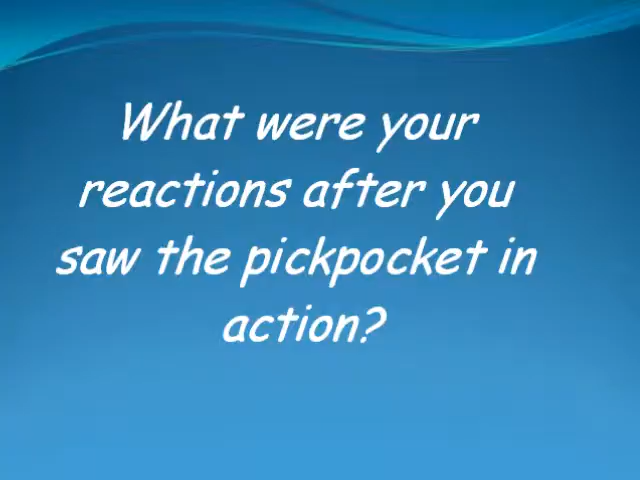 What were your
reactions after you
saw the pickpocket in
action?